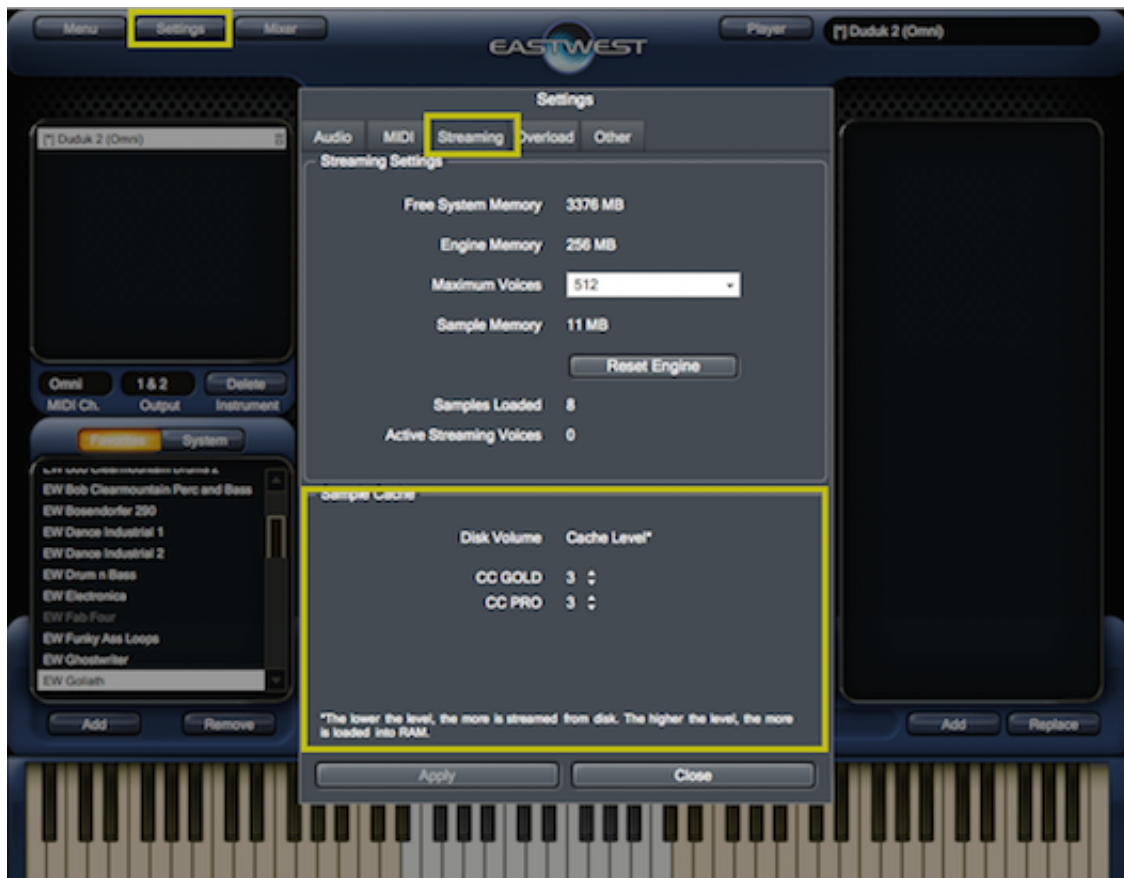 Menu Settings Mixer
EASTWEST
Player [*] Duduk 2 (Omni)
Settings
[*] Duduk 2 (Omni)
Audio MIDI Streaming Overload Other
Streaming Settings
Free System Memory 3376 MB
Engine Memory 256 MB
Maximum Voices 512
Sample Memory 11 MB
Reset Engine
Samples Loaded 8
Active Streaming Voices 0
Omni 1 & 2 Delete
MIDI Ch. Output Instrument
Favorites System
EW Bob Clearmountain Drums 2
EW Bob Clearmountain Perc and Bass
EW Bosendorfer 290
EW Dance Industrial 1
EW Dance Industrial 2
EW Drum n Bass
EW Electronica
EW Fab Four
EW Funky Ass Loops
EW Ghostwriter
EW Goliath
Add Remove
Sample Cache
Disk Volume Cache Level*
CC GOLD 3
CC PRO 3
*The lower the level, the more is streamed from disk. The higher the level, the more
is loaded into RAM.
Apply Close
Add Replace